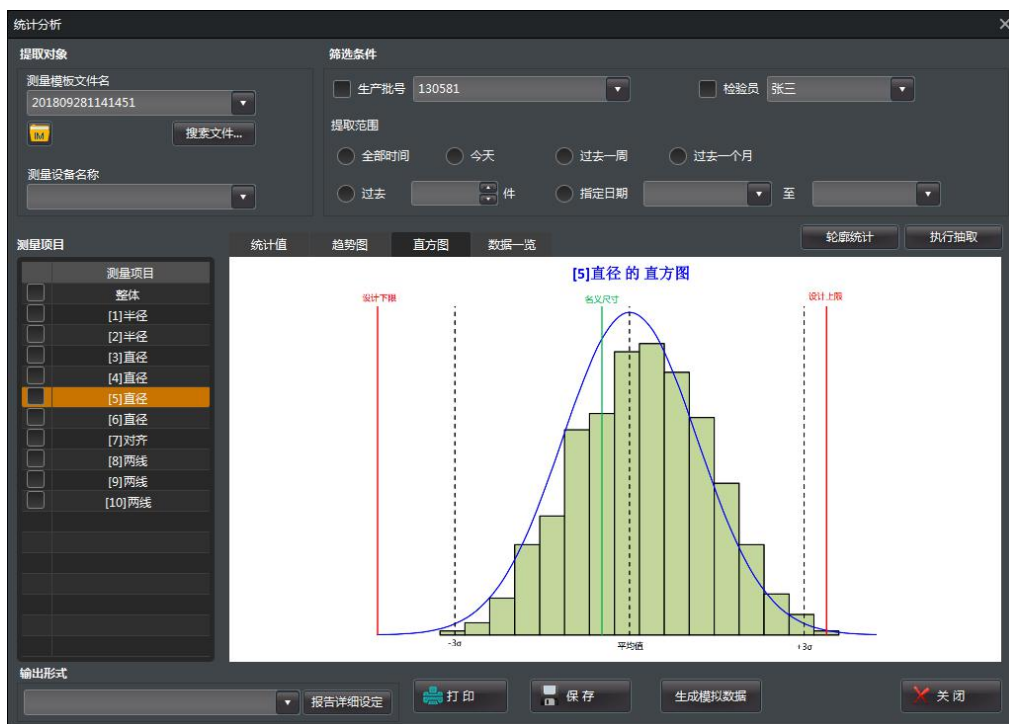 统计分析
提取对象
测量模板文件名
201809281141451
IM
搜索文件...
测量设备名称
筛选条件
生产批号 130581
检验员 张三
提取范围
全部时间 今天 过去一周 过去一个月
过去 件 指定日期 至
测量项目
统计值 趋势图 直方图 数据一览
轮廓统计 执行抽取
测量项目
整体
[1]半径
[2]半径
[3]直径
[4]直径
[5]直径
[6]直径
[7]对齐
[8]两线
[9]两线
[10]两线
[5]直径 的 直方图
设计下限 名义尺寸 设计上限
-3σ 平均值 +3σ
输出形式
报告详细设定
打 印
保 存
生成模拟数据
关 闭